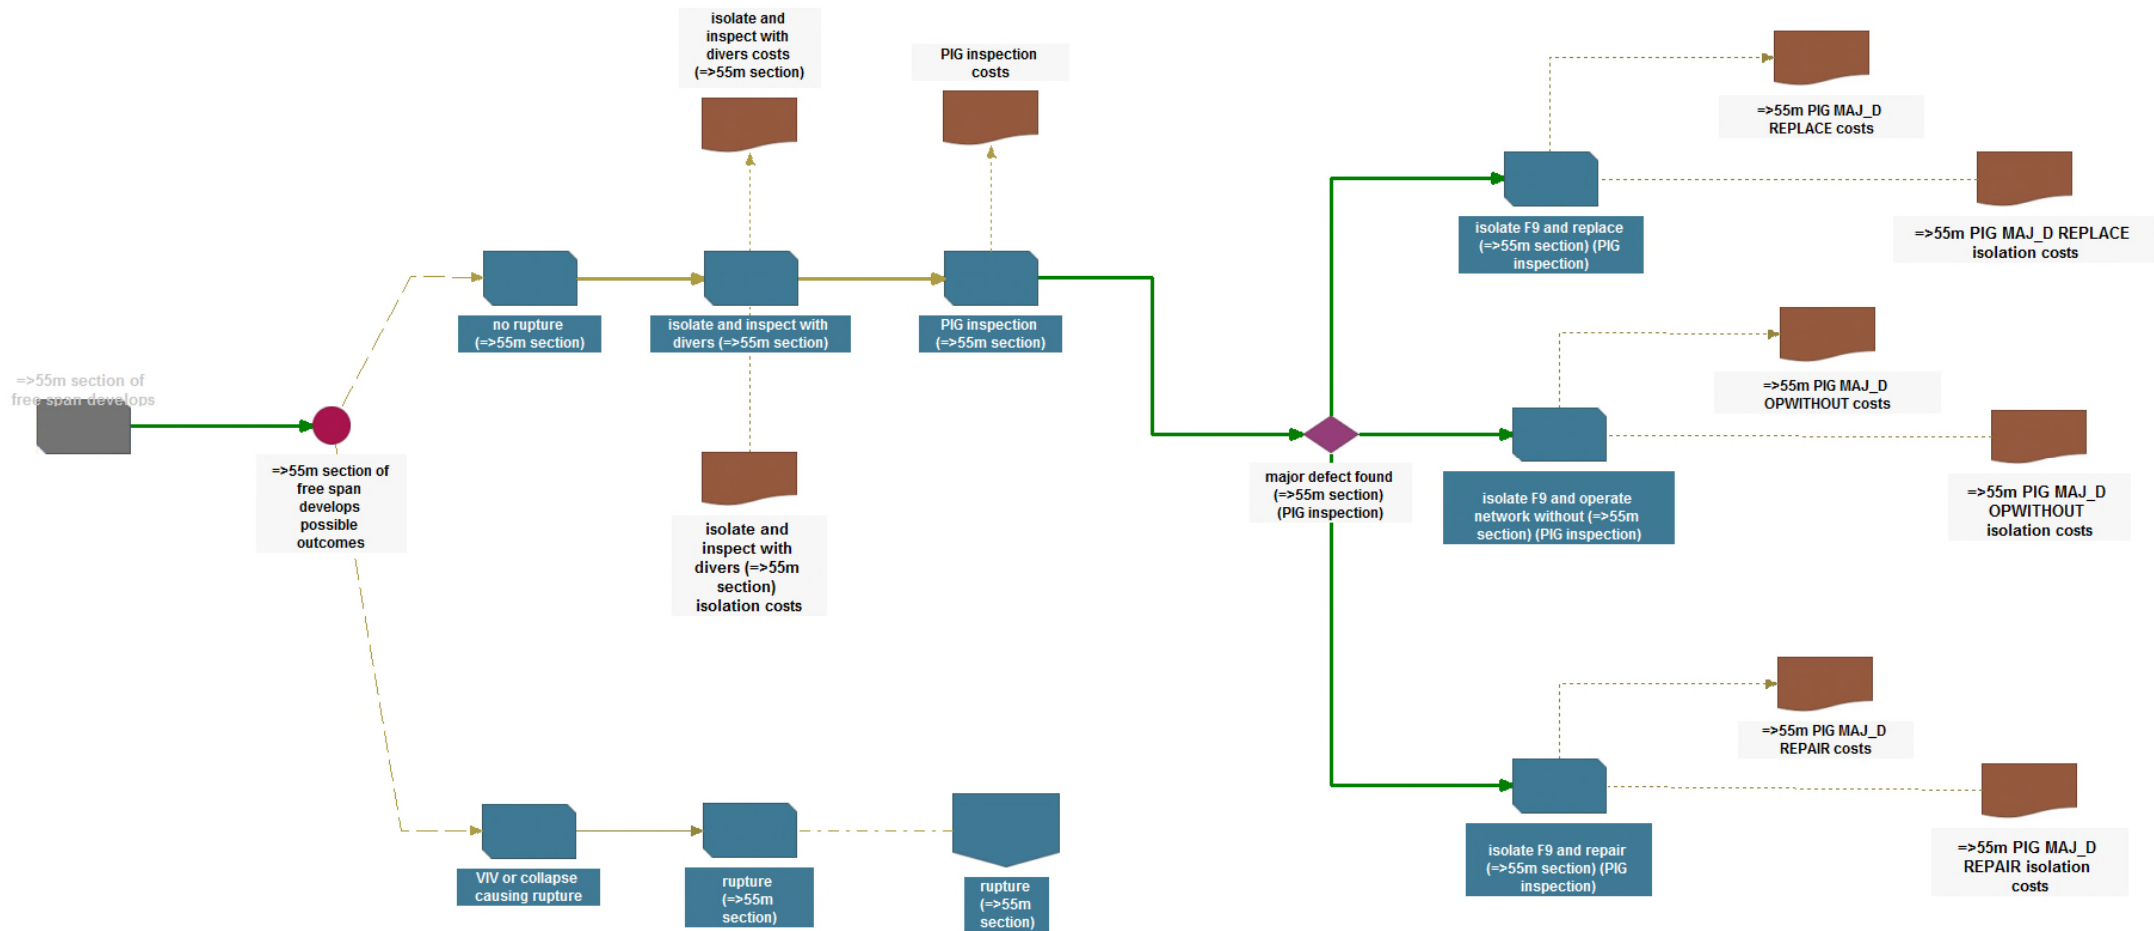 isolate and
inspect with
divers costs
(=>55m section)
PIG inspection
costs
=>55m PIG MAJ_D
REPLACE costs
isolate F9 and replace
(=>55m section) (PIG
inspection)
=>55m PIG MAJ_D REPLACE
isolation costs
no rupture
(=>55m section)
isolate and inspect with
divers (=>55m section)
PIG inspection
(=>55m section)
=>55m section of
free span develops
=>55m PIG MAJ_D
OPWITHOUT costs
=>55m section of
free span
develops
possible
outcomes
major defect found
(=>55m section)
(PIG inspection)
isolate F9 and operate
network without (=>55m
section) (PIG inspection)
=>55m PIG MAJ_D
OPWITHOUT
isolation costs
isolate and
inspect with
divers (=>55m
section)
isolation costs
=>55m PIG MAJ_D
REPAIR costs
VIV or collapse
causing rupture
rupture
(=>55m
section)
rupture
(=>55m
section)
isolate F9 and repair
(=>55m section) (PIG
inspection)
=>55m PIG MAJ_D
REPAIR isolation
costs